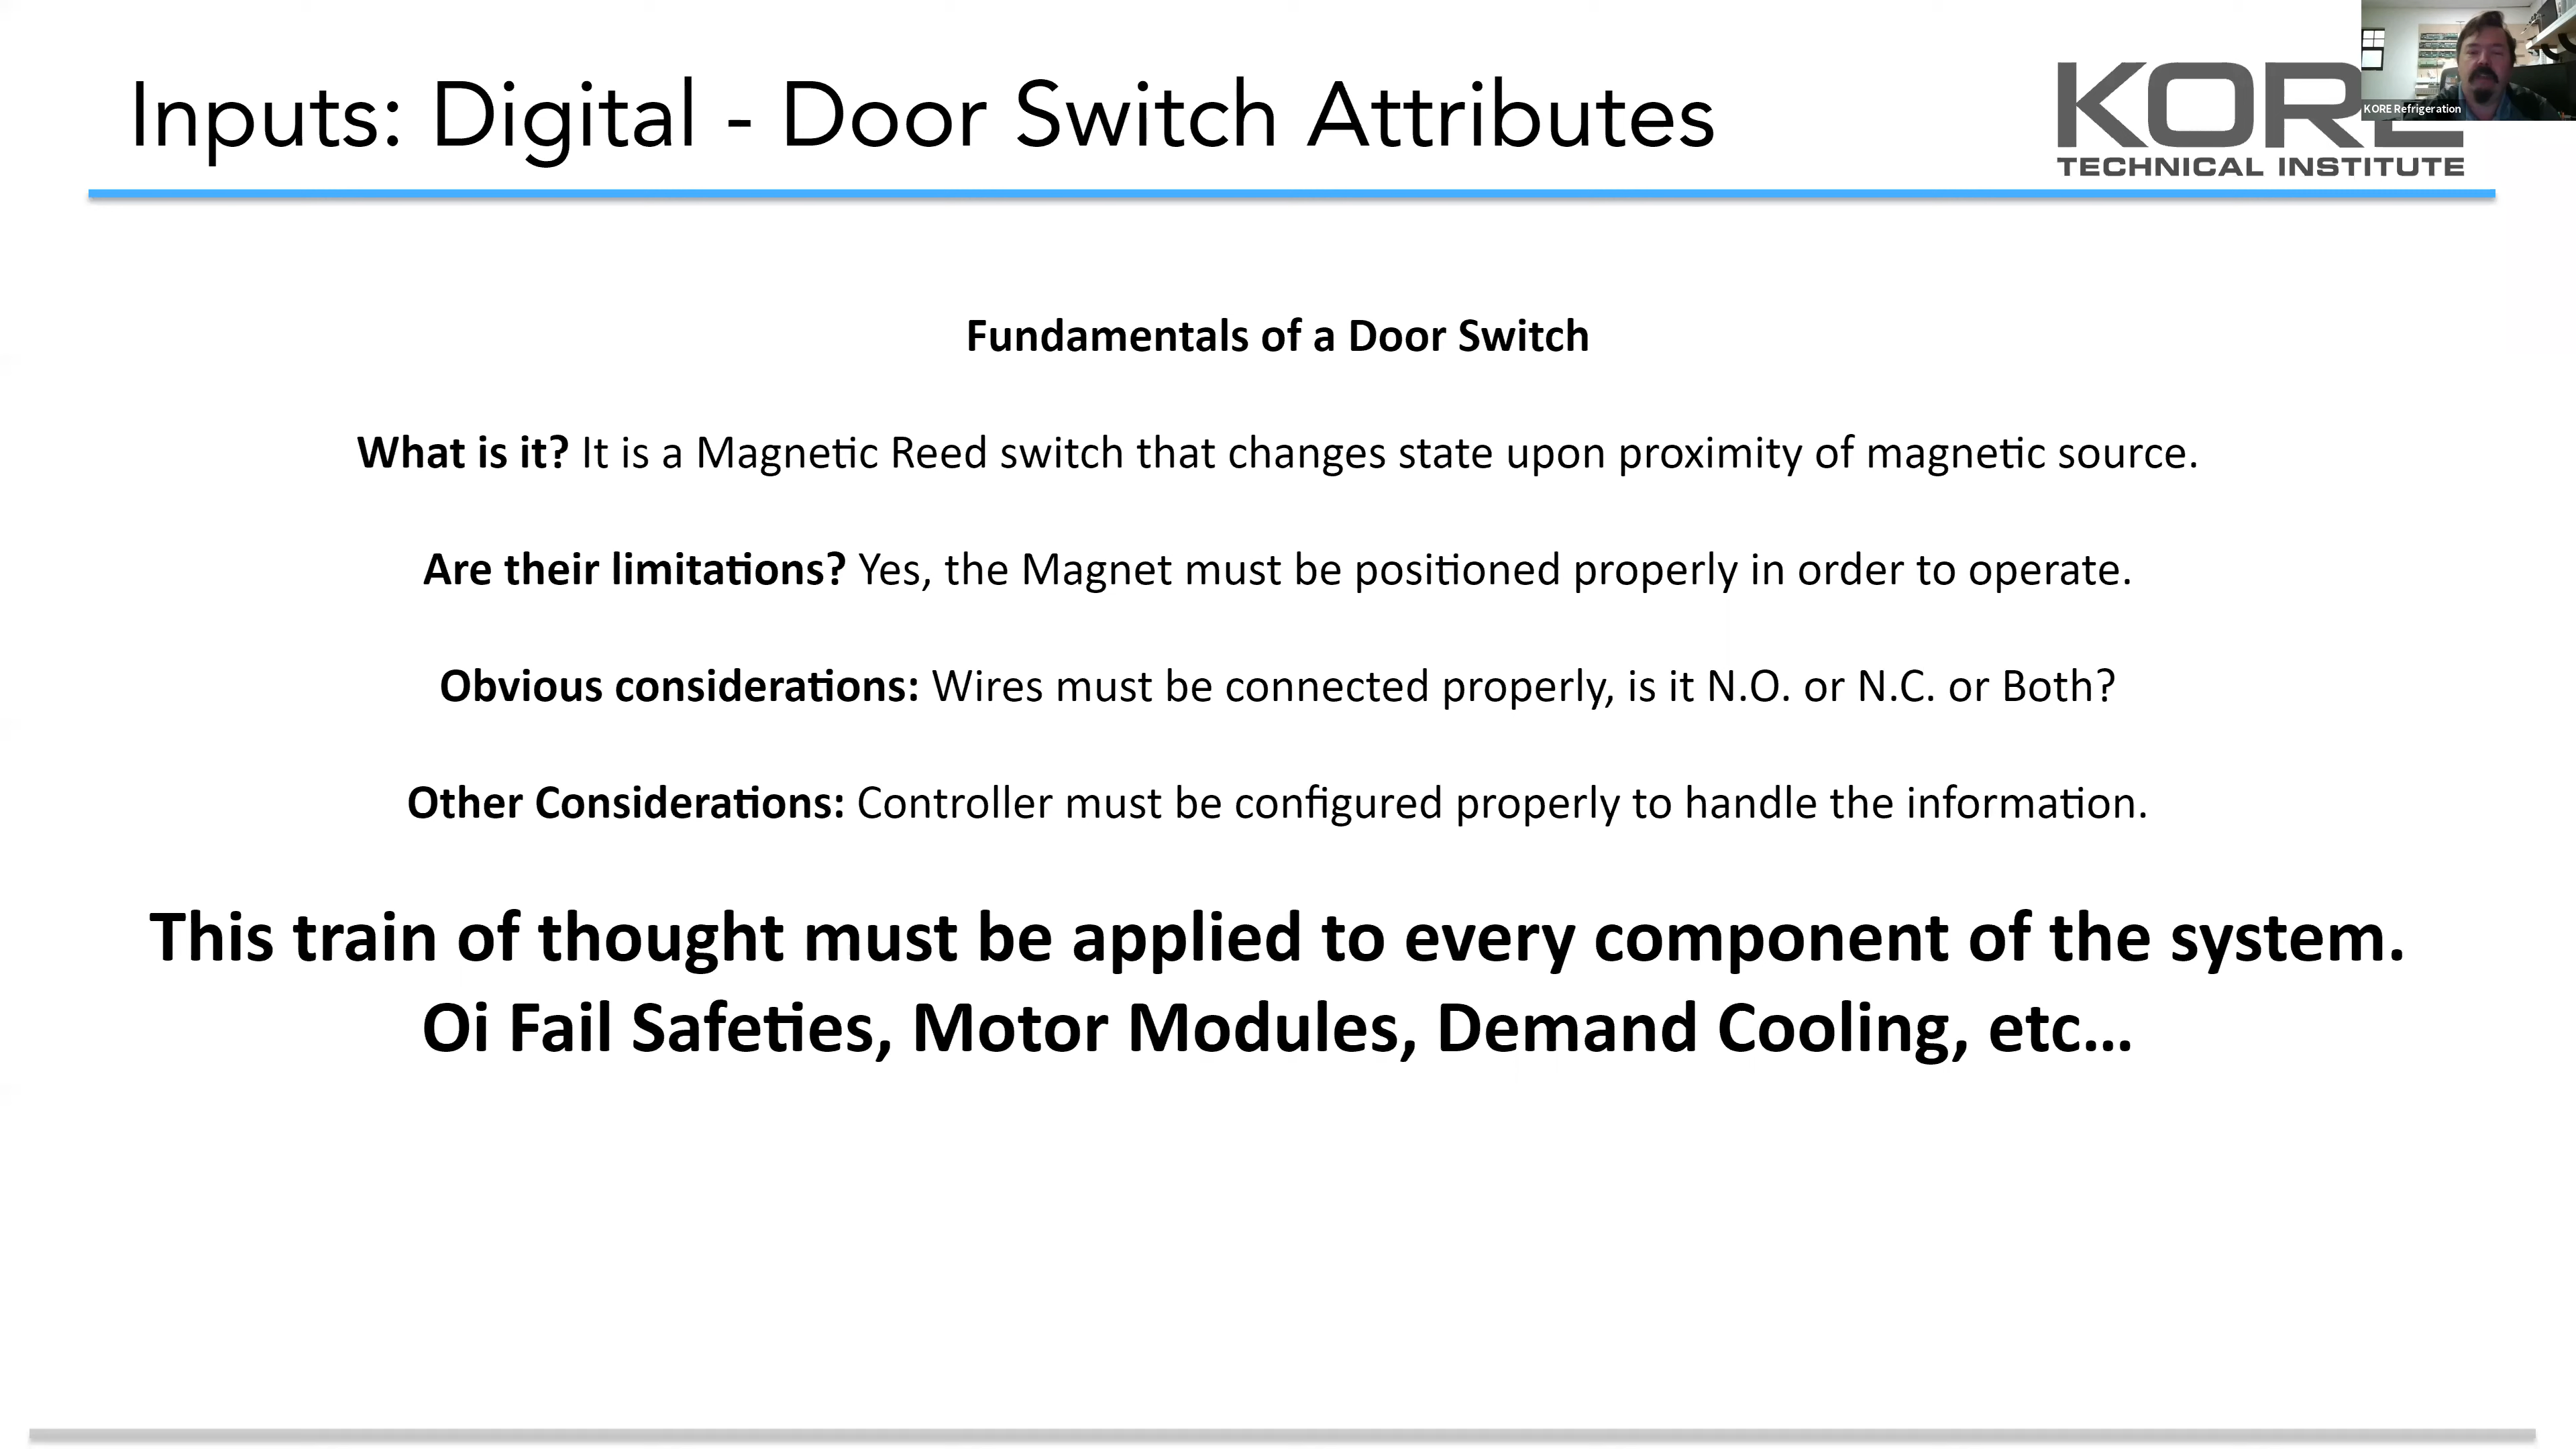 Inputs: Digital - Door Switch Attributes
KORE
TECHNICAL INSTITUTE
KORE Refrigeration
Fundamentals of a Door Switch
What is it? It is a Magnetic Reed switch that changes state upon proximity of magnetic source.
Are their limitations? Yes, the Magnet must be positioned properly in order to operate.
Obvious considerations: Wires must be connected properly, is it N.O. or N.C. or Both?
Other Considerations: Controller must be configured properly to handle the information.
This train of thought must be applied to every component of the system.
Oi Fail Safeties, Motor Modules, Demand Cooling, etc...